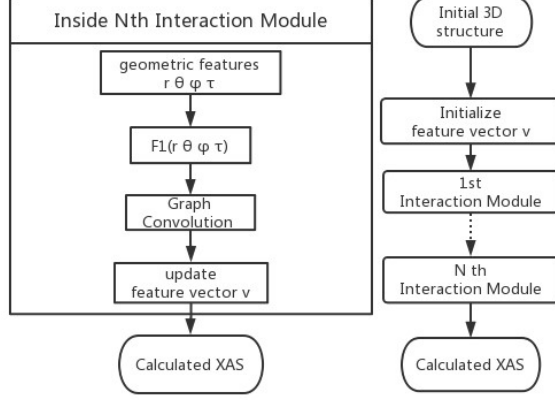 Inside Nth Interaction Module
geometric features
r θ φ τ
F1(r θ φ τ)
Graph
Convolution
update
feature vector v
Calculated XAS
Initial 3D
structure
Initialize
feature vector v
1st
Interaction Module
N th
Interaction Module
Calculated XAS